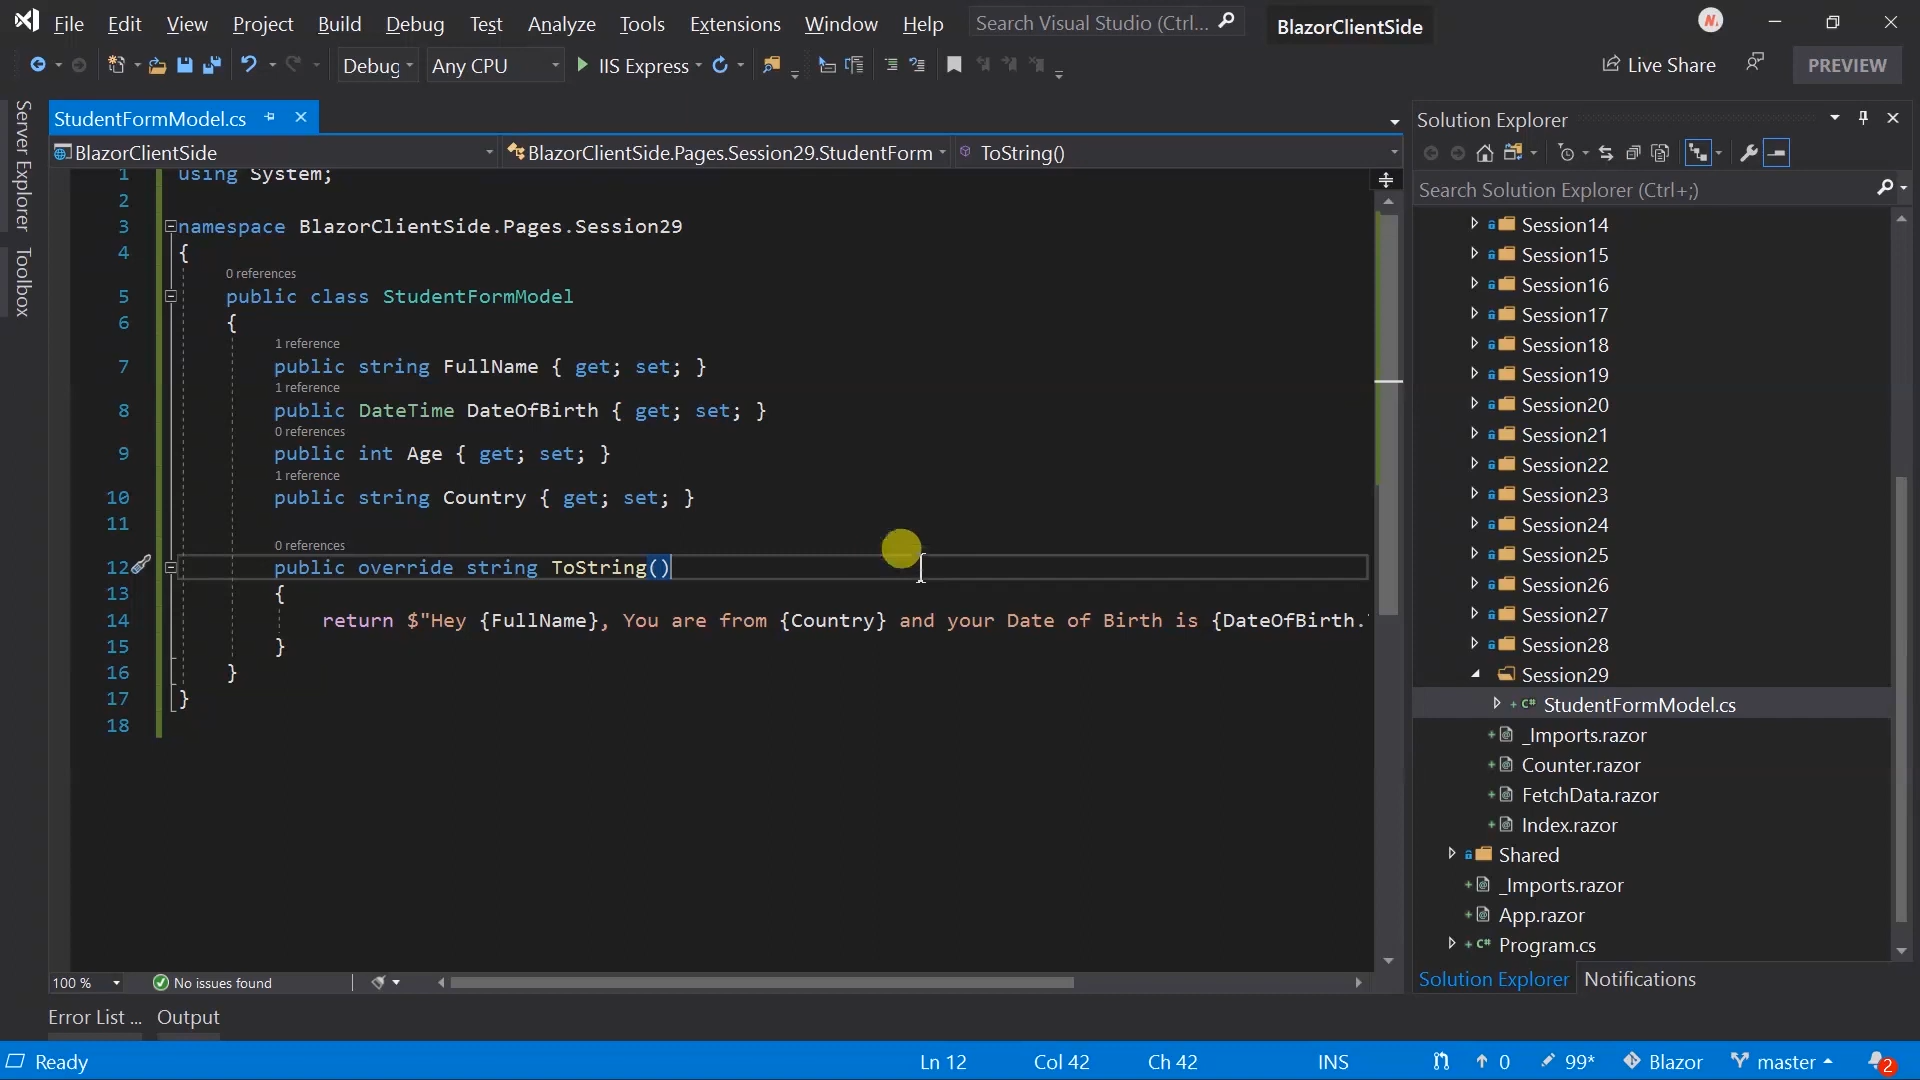 File Edit View Project Build Debug Test Analyze Tools Extensions Window Help Search Visual Studio (Ctrl... BlazorClientSide
Debug Any CPU IIS Express Live Share PREVIEW
Server Explorer
Toolbox
StudentFormModel.cs
BlazorClientSide BlazorClientSide.Pages.Session29.StudentForm ToString()
1 using System;
2
3 namespace BlazorClientSide.Pages.Session29
4 {
0 references
5 public class StudentFormModel
6 {
1 reference
7 public string FullName { get; set; }
1 reference
8 public DateTime DateOfBirth { get; set; }
0 references
9 public int Age { get; set; }
1 reference
10 public string Country { get; set; }
11
0 references
12 public override string ToString()
13 {
14 return $"Hey {FullName}, You are from {Country} and your Date of Birth is {DateOfBirth.
15 }
16 }
17 }
18
100 % No issues found
Error List ... Output
Solution Explorer
Search Solution Explorer (Ctrl+;)
Session14
Session15
Session16
Session17
Session18
Session19
Session20
Session21
Session22
Session23
Session24
Session25
Session26
Session27
Session28
Session29
C# StudentFormModel.cs
_Imports.razor
Counter.razor
FetchData.razor
Index.razor
Shared
_Imports.razor
App.razor
C# Program.cs
Solution Explorer Notifications
Ready Ln 12 Col 42 Ch 42 INS 0 99* Blazor master 2